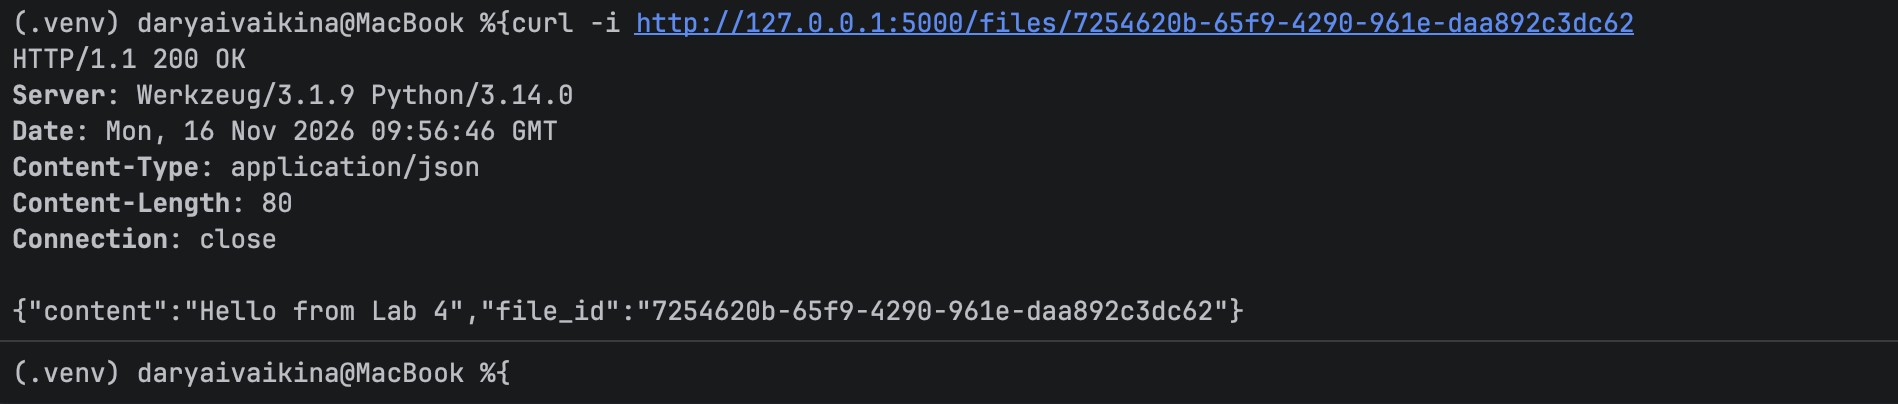 (.venv) daryaivaikina@MacBook %{curl -i http://127.0.0.1:5000/files/7254620b-65f9-4290-961e-daa892c3dc62
HTTP/1.1 200 OK
Server: Werkzeug/3.1.9 Python/3.14.0
Date: Mon, 16 Nov 2026 09:56:46 GMT
Content-Type: application/json
Content-Length: 80
Connection: close
{"content":"Hello from Lab 4","file_id":"7254620b-65f9-4290-961e-daa892c3dc62"}
(.venv) daryaivaikina@MacBook %{